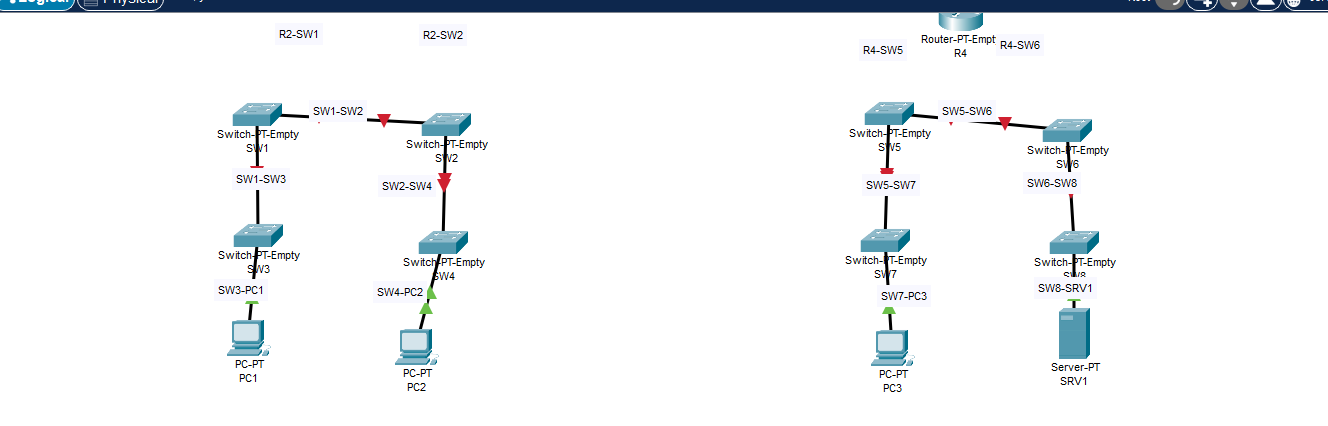 Logical
Physical
R2-SW1
R2-SW2
R4-SW5
Router-PT-Empt
R4
R4-SW6
SW1-SW2
Switch-PT-Empty
SW1
Switch-PT-Empty
SW2
SW5-SW6
Switch-PT-Empty
SW5
Switch-PT-Empty
SW6
SW1-SW3
SW2-SW4
SW5-SW7
SW6-SW8
Switch-PT-Empty
SW3
Switch-PT-Empty
SW4
Switch-PT-Empty
SW7
Switch-PT-Empty
SW8
SW3-PC1
SW4-PC2
SW7-PC3
SW8-SRV1
PC-PT
PC1
PC-PT
PC2
PC-PT
PC3
Server-PT
SRV1